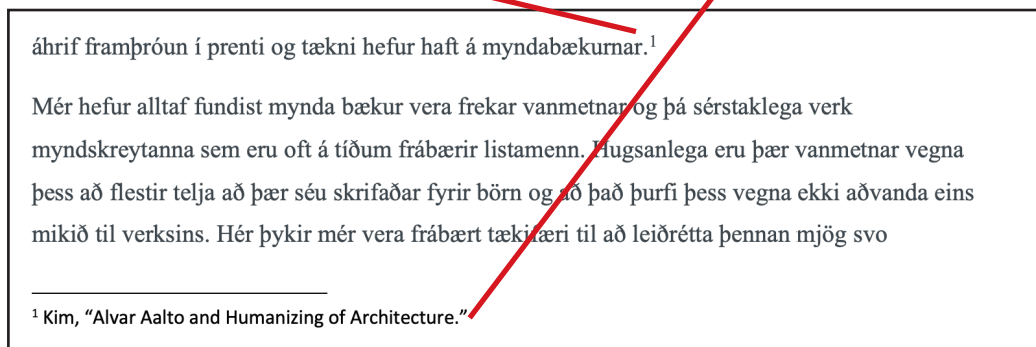 áhrif framþróun í prenti og tækni hefur haft á myndabækurnar.¹
Mér hefur alltaf fundist mynda bækur vera frekar vanmetnar og þá sérstaklega verk
myndskreytanna sem eru oft á tíðum frábærir listamenn. Hugsanlega eru þær vanmetnar vegna
þess að flestir telja að þær séu skrifaðar fyrir börn og að það þurfi þess vegna ekki aðvanda eins
mikið til verksins. Hér þykir mér vera frábært tækifæri til að leiðrétta þennan mjög svo
¹ Kim, “Alvar Aalto and Humanizing of Architecture.”